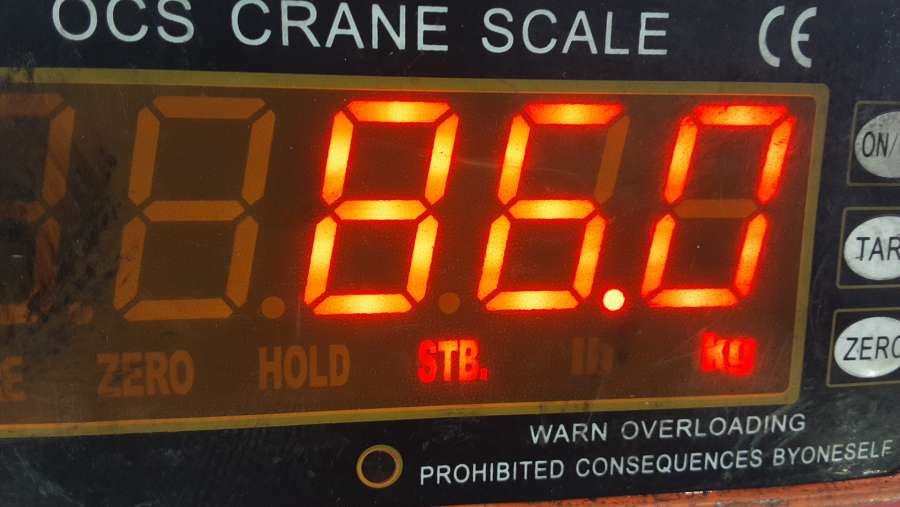 OCS CRANE SCALE CE
86.0
ZERO HOLD STB. lb kg
ON/
TAR
ZERO
WARN OVERLOADING
PROHIBITED CONSEQUENCES BYONESELF